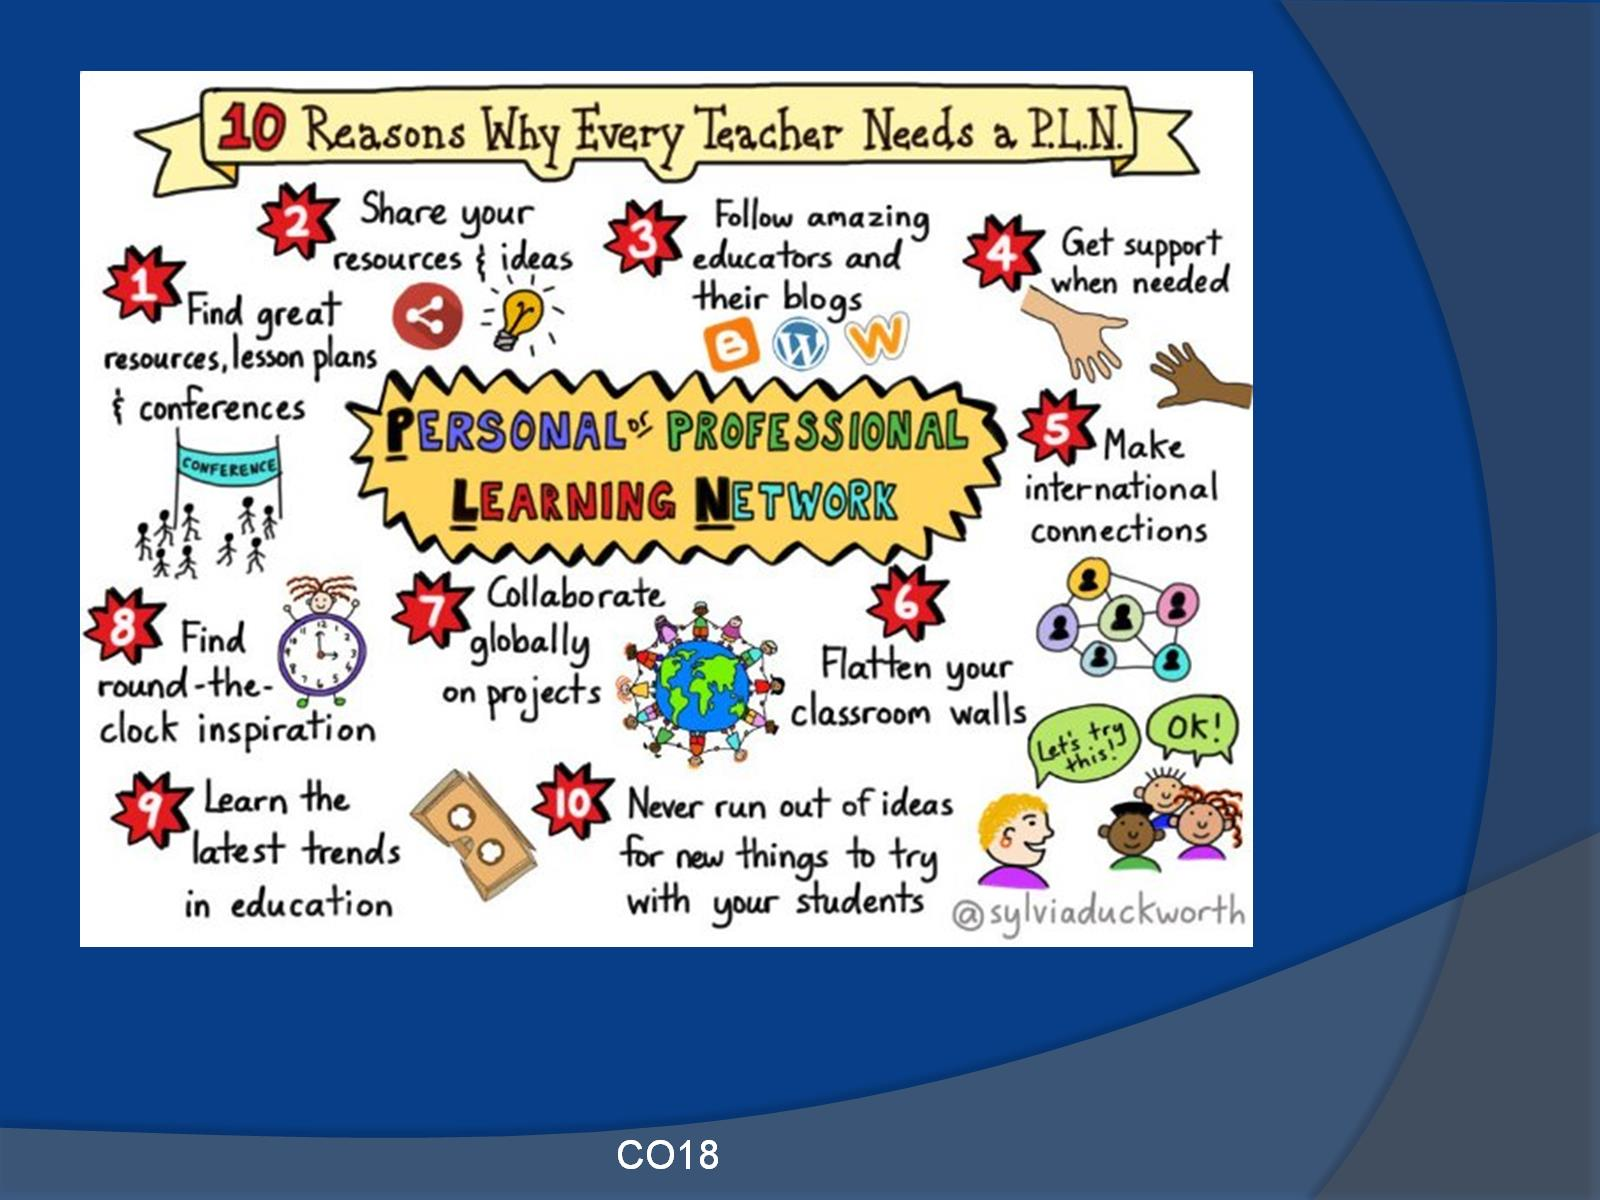 10 Reasons Why Every Teacher Needs a P.L.N.
1
Find great
resources, lesson plans
& conferences
CONFERENCE
2
Share your
resources & ideas
3
Follow amazing
educators and
their blogs
B W W
4
Get support
when needed
PERSONAL or PROFESSIONAL
LEARNING NETWORK
5
Make
international
connections
6
Flatten your
classroom walls
7
Collaborate
globally
on projects
8
Find
round-the-
clock inspiration
9
Learn the
latest trends
in education
10
Never run out of ideas
for new things to try
with your students
Let's try
this!
OK!
@sylviaduckworth
CO18